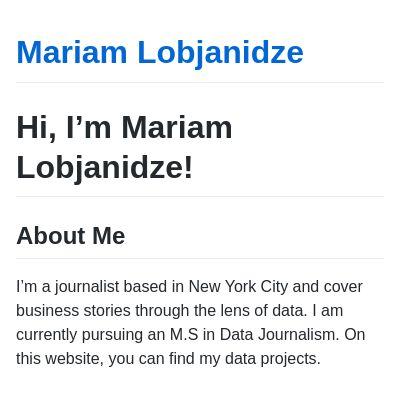 Mariam Lobjanidze
Hi, I’m Mariam
Lobjanidze!
About Me
I’m a journalist based in New York City and cover
business stories through the lens of data. I am
currently pursuing an M.S in Data Journalism. On
this website, you can find my data projects.